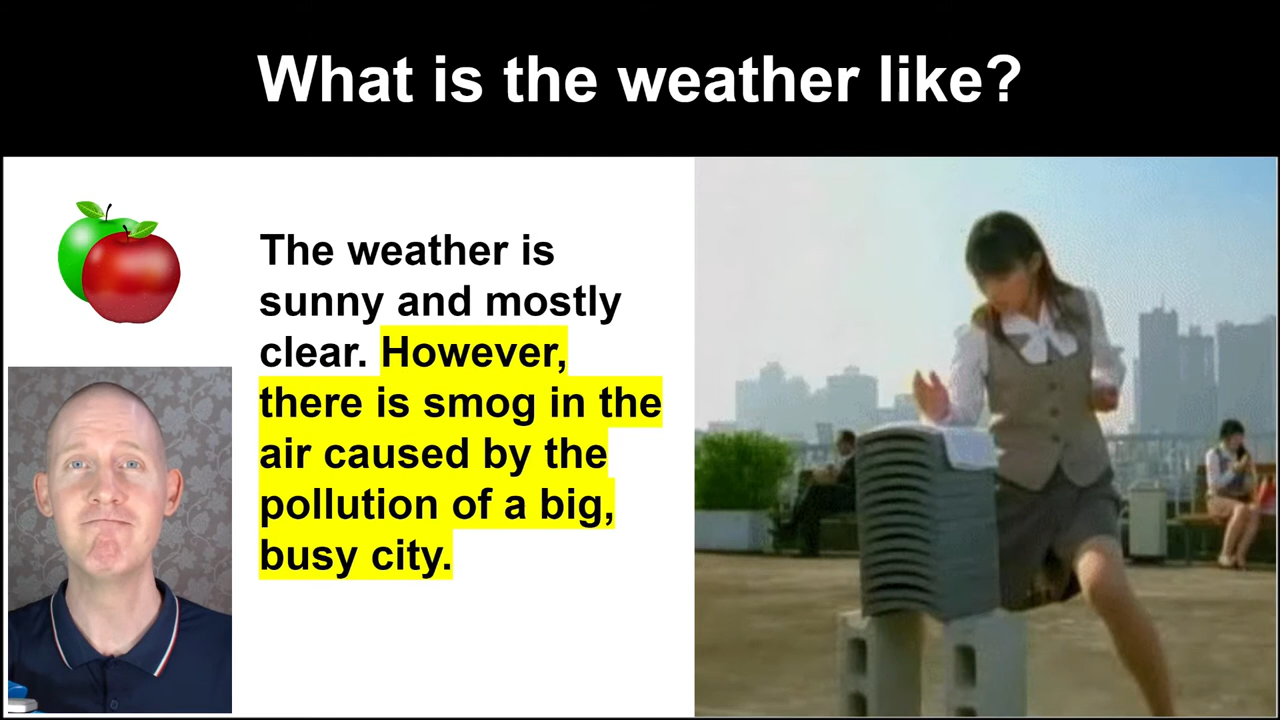 What is the weather like?
The weather is
sunny and mostly
clear. However,
there is smog in the
air caused by the
pollution of a big,
busy city.